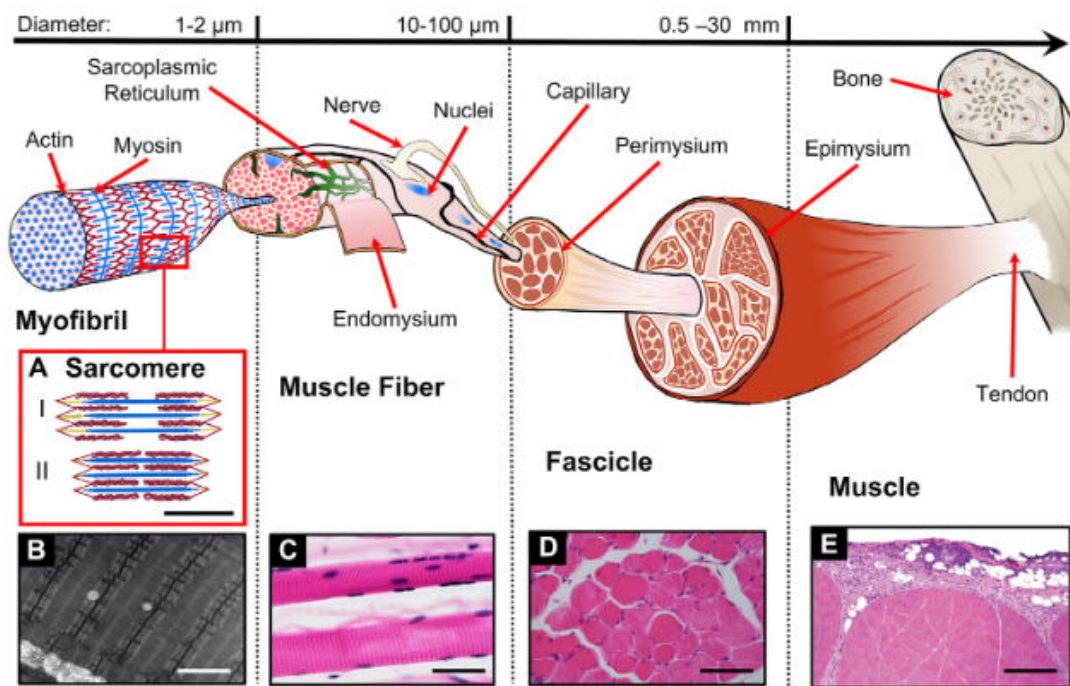 Diameter: 1-2 µm 10-100 µm 0.5 –30 mm
Sarcoplasmic
Reticulum
Nerve
Nuclei
Capillary
Bone
Actin
Myosin
Perimysium
Epimysium
Myofibril
Endomysium
A Sarcomere
I
II
Muscle Fiber
Tendon
Fascicle
Muscle
B
C
D
E